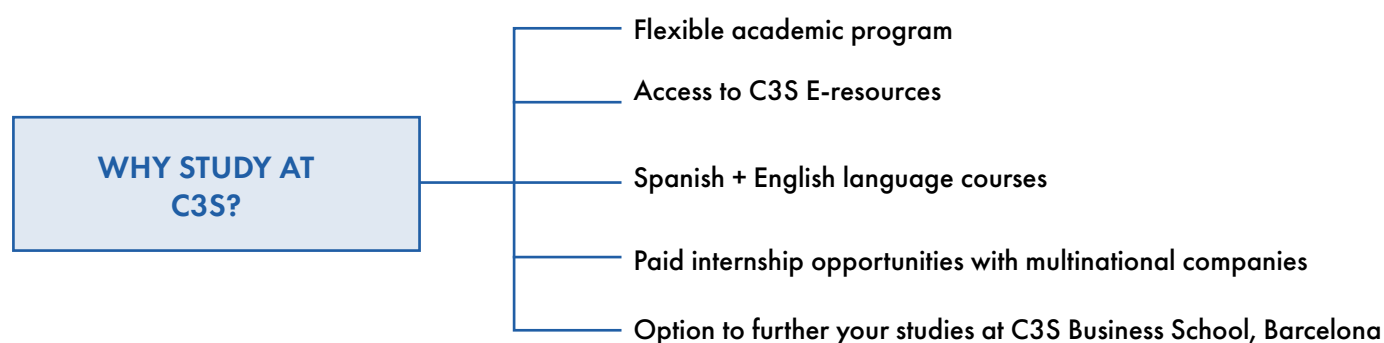 WHY STUDY AT
C3S?
Flexible academic program
Access to C3S E-resources
Spanish + English language courses
Paid internship opportunities with multinational companies
Option to further your studies at C3S Business School, Barcelona